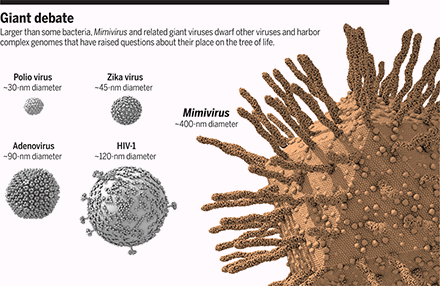 Giant debate
Larger than some bacteria, Mimivirus and related giant viruses dwarf other viruses and harbor
complex genomes that have raised questions about their place on the tree of life.
Polio virus
~30-nm diameter
Zika virus
~45-nm diameter
Mimivirus
~400-nm diameter
Adenovirus
~90-nm diameter
HIV-1
~120-nm diameter